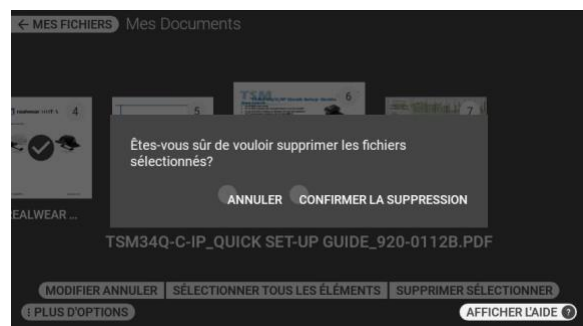 ← MES FICHIERS Mes Documents
4
5
TSM
6
7
Êtes-vous sûr de vouloir supprimer les fichiers
sélectionnés?
ANNULER CONFIRMER LA SUPPRESSION
EALWEAR ...
TSM34Q-C-IP_QUICK SET-UP GUIDE_920-0112B.PDF
MODIFIER ANNULER SÉLECTIONNER TOUS LES ÉLÉMENTS SUPPRIMER SÉLECTIONNER
⋮ PLUS D'OPTIONS AFFICHER L'AIDE ?